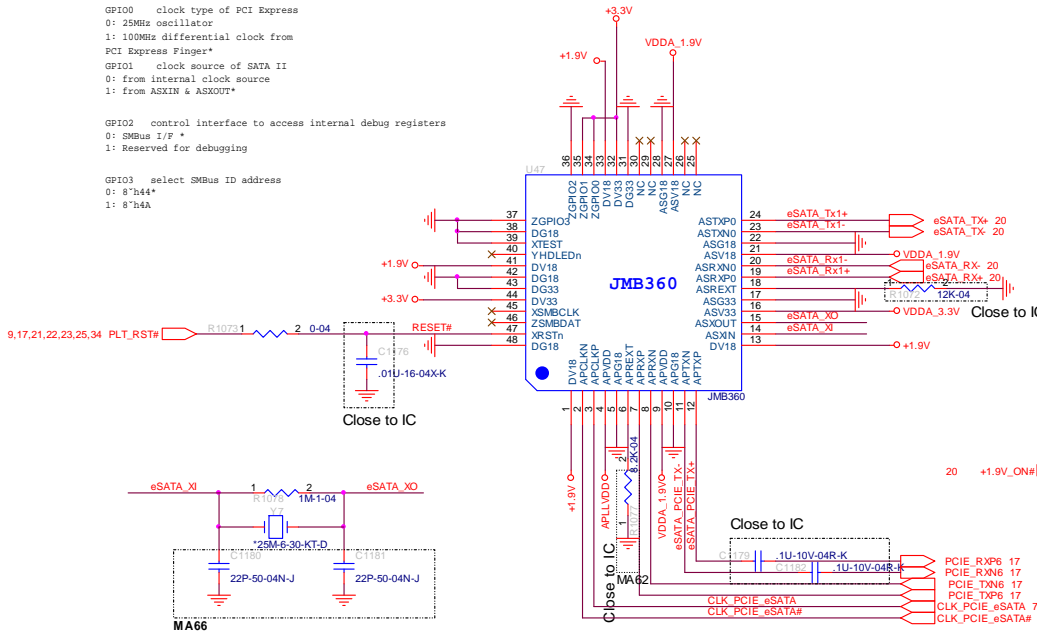 GPIO0 clock type of PCI Express
0: 25MHz oscillator
1: 100MHz differential clock from
PCI Express Finger*
GPIO1 clock source of SATA II
0: from internal clock source
1: from ASXIN & ASXOUT*
GPIO2 control interface to access internal debug registers
0: SMBus I/F *
1: Reserved for debugging
GPIO3 select SMBus ID address
0: 8~h44*
1: 8~h4A
+3.3V
+1.9V
VDDA_1.9V
36 35 34 33 32 31 30 29 28 27 26 25
U47
ZGPIO2 ZGPIO1 ZGPIO0 DV18 DV33 DG33 NC NC ASG18 ASV18 NC NC
37 ZGPIO3
38 DG18
39 XTEST
40 YHDLEDn
+1.9V 41 DV18
42 DG18
43 DG33
+3.3V 44 DV33
45 XSMBCLK
46 ZSMBDAT
47 XRSTn
48 DG18
JMB360
ASTXP0 24 eSATA_Tx1+ eSATA_TX+ 20
ASTXN0 23 eSATA_Tx1- eSATA_TX- 20
ASG18 22
ASV18 21 VDDA_1.9V
ASRXN0 20 eSATA_Rx1- eSATA_RX- 20
ASRXP0 19 eSATA_Rx1+ eSATA_RX+ 20
ASREXT 18 1 R1072 2 12K-04
ASG33 17 Close to IC
ASV33 16 VDDA_3.3V
ASXOUT 15 eSATA_XO
ASXIN 14 eSATA_XI
DV18 13 +1.9V
9,17,21,22,23,25,34 PLT_RST# R1073 1 2 0-04 RESET#
C1176
.01U-16-04X-K
Close to IC
DV18 APCLKN APCLKP APVDD APG18 APREXT APRXP APRXN APVDD APG18 APTXN APTXP
JMB360
1 2 3 4 5 6 7 8 9 10 11 12
+1.9V
APLLVDD
2 8.2K-04
1 R1077
VDDA_1.9V
eSATA_PCIE_TX-
eSATA_PCIE_TX+
20 +1.9V_ON#
Close to IC
MA62
Close to IC
.1U-10V-04R-K
C1182 .1U-10V-04R-K
PCIE_RXP6 17
PCIE_RXN6 17
PCIE_TXN6 17
PCIE_TXP6 17
CLK_PCIE_eSATA CLK_PCIE_eSATA 7
CLK_PCIE_eSATA# CLK_PCIE_eSATA#
eSATA_XI 1 2 eSATA_XO
R1078 1M-1-04
Y7
*25M-6-30-KT-D
C1180 C1181
22P-50-04N-J 22P-50-04N-J
MA66